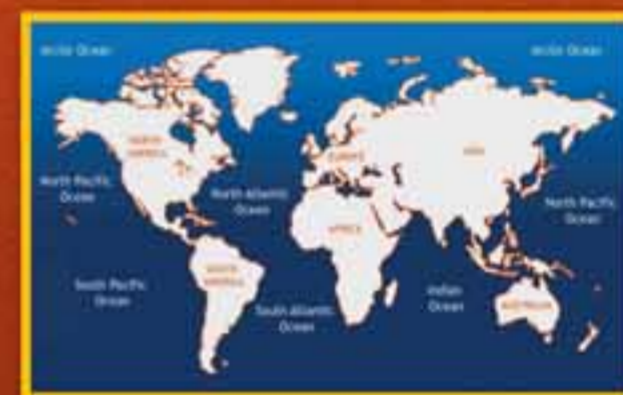 Arctic Ocean
Arctic Ocean
NORTH
AMERICA
EUROPE
ASIA
North Pacific
Ocean
North Atlantic
Ocean
North Pacific
Ocean
AFRICA
SOUTH
AMERICA
South Pacific
Ocean
Indian
Ocean
South Atlantic
Ocean
AUSTRALIA